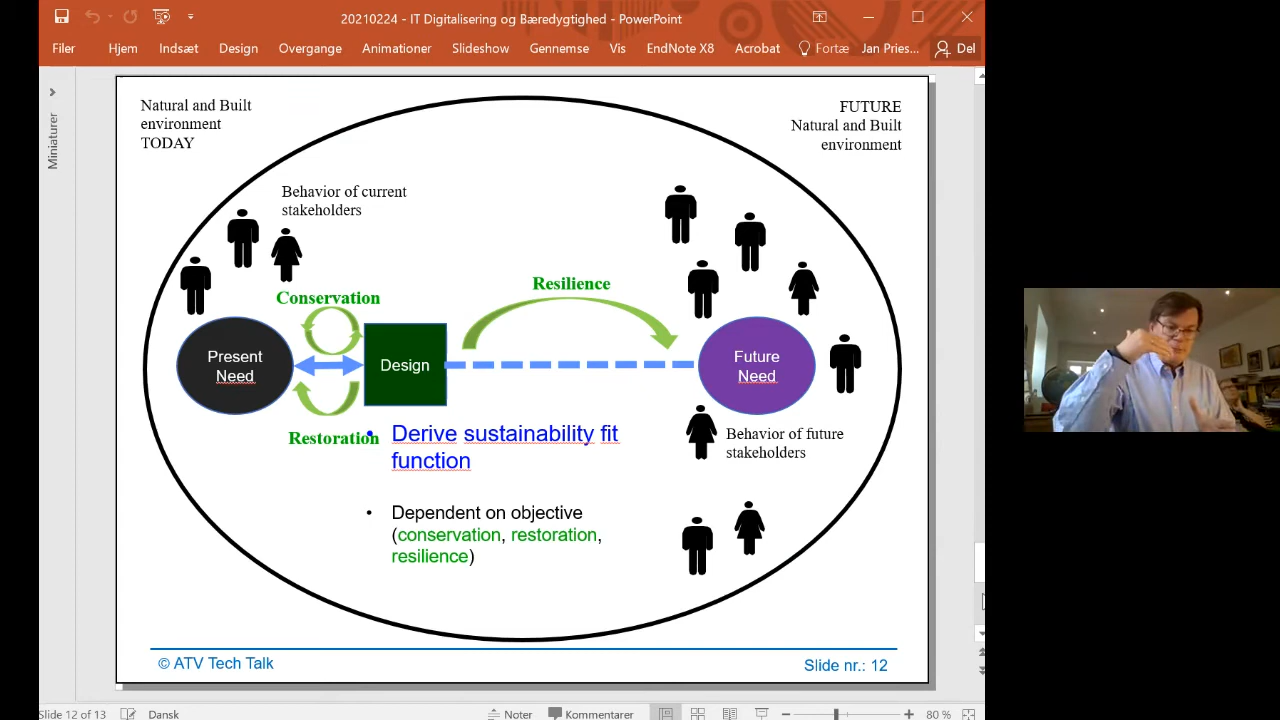 20210224 - IT Digitalisering og Bæredygtighed - PowerPoint
Filer Hjem Indsæt Design Overgange Animationer Slideshow Gennemse Vis EndNote X8 Acrobat Fortæ Jan Pries... Del
Miniaturer
Natural and Built
environment
TODAY
FUTURE
Natural and Built
environment
Behavior of current
stakeholders
Conservation
Resilience
Present
Need
Design
Future
Need
Restoration
• Derive sustainability fit
function
Behavior of future
stakeholders
• Dependent on objective
(conservation, restoration,
resilience)
© ATV Tech Talk
Slide nr.: 12
Slide 12 of 13 Dansk Noter Kommentarer 80 %